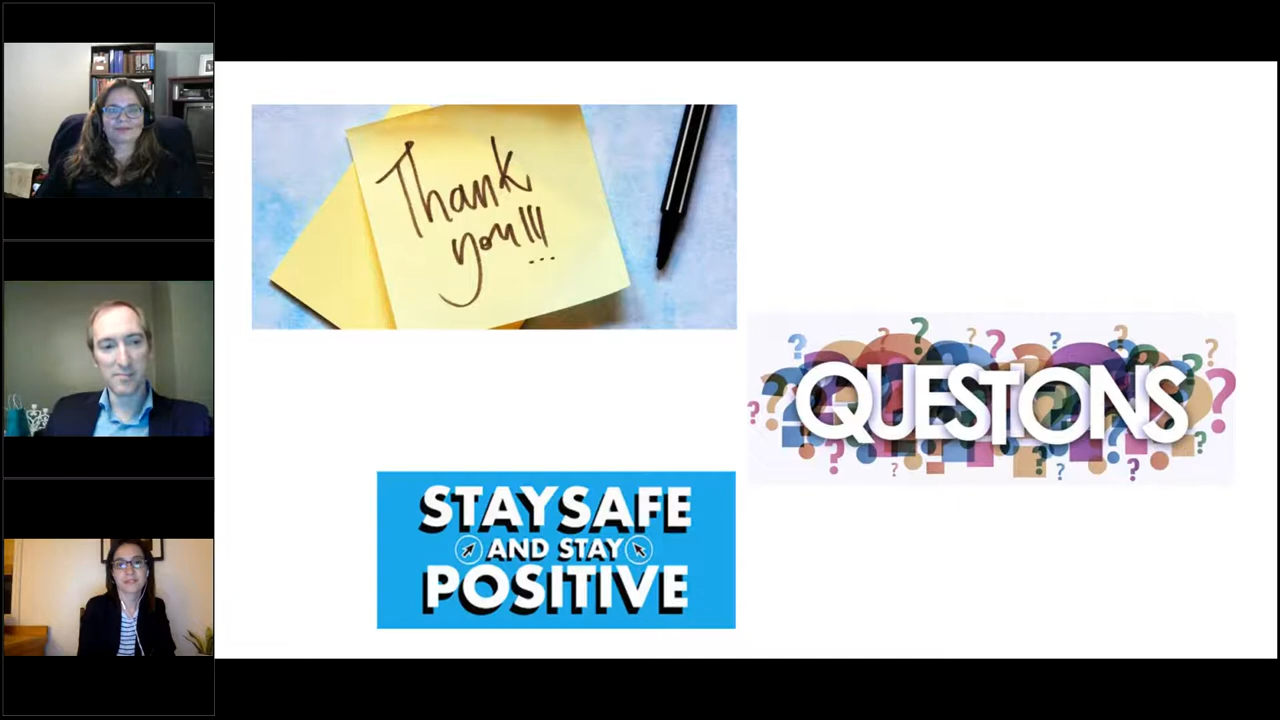 Thank
you!!!
...
QUESTIONS
STAY SAFE
AND STAY
POSITIVE